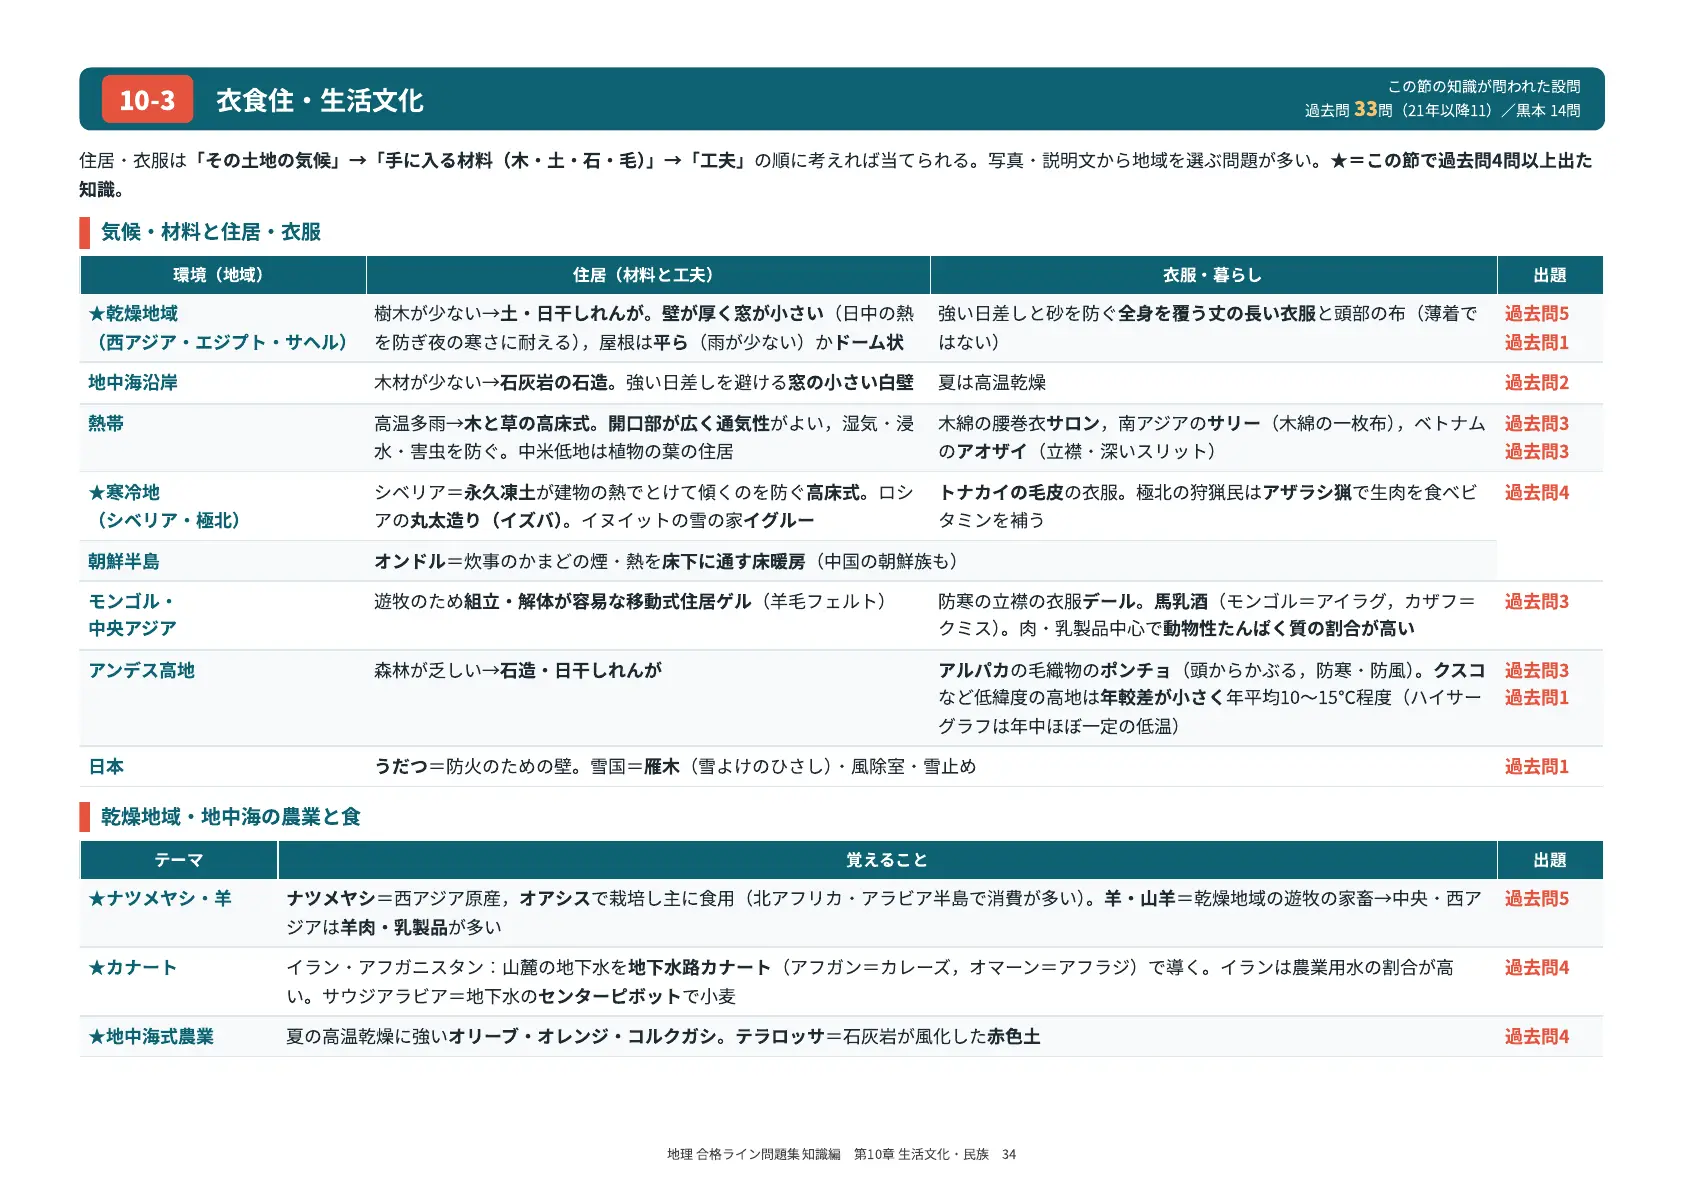 10-3 衣食住・生活文化
この節の知識が問われた設問
過去問 33問（21年以降11）／黒本 14問
住居・衣服は「その土地の気候」→「手に入る材料（木・土・石・毛）」→「工夫」の順に考えれば当てられる。写真・説明文から地域を選ぶ問題が多い。★＝この節で過去問4問以上出た
知識。
気候・材料と住居・衣服
環境（地域） 住居（材料と工夫） 衣服・暮らし 出題
★乾燥地域 樹木が少ない→土・日干しれんが。壁が厚く窓が小さい（日中の熱 強い日差しと砂を防ぐ全身を覆う丈の長い衣服と頭部の布（薄着で 過去問5
（西アジア・エジプト・サヘル） を防ぎ夜の寒さに耐える），屋根は平ら（雨が少ない）かドーム状 はない） 過去問1
地中海沿岸 木材が少ない→石灰岩の石造。強い日差しを避ける窓の小さい白壁 夏は高温乾燥 過去問2
熱帯 高温多雨→木と草の高床式。開口部が広く通気性がよい，湿気・浸 木綿の腰巻衣サロン，南アジアのサリー（木綿の一枚布），ベトナム 過去問3
水・害虫を防ぐ。中米低地は植物の葉の住居 のアオザイ（立襟・深いスリット） 過去問3
★寒冷地 シベリア＝永久凍土が建物の熱でとけて傾くのを防ぐ高床式。ロシ トナカイの毛皮の衣服。極北の狩猟民はアザラシ猟で生肉を食べビ 過去問4
（シベリア・極北） アの丸太造り（イズバ）。イヌイットの雪の家イグルー タミンを補う
朝鮮半島 オンドル＝炊事のかまどの煙・熱を床下に通す床暖房（中国の朝鮮族も）
モンゴル・ 遊牧のため組立・解体が容易な移動式住居ゲル（羊毛フェルト） 防寒の立襟の衣服デール。馬乳酒（モンゴル＝アイラグ，カザフ＝ 過去問3
中央アジア クミス）。肉・乳製品中心で動物性たんぱく質の割合が高い
アンデス高地 森林が乏しい→石造・日干しれんが アルパカの毛織物のポンチョ（頭からかぶる，防寒・防風）。クスコ 過去問3
など低緯度の高地は年較差が小さく年平均10〜15℃程度（ハイサー 過去問1
グラフは年中ほぼ一定の低温）
日本 うだつ＝防火のための壁。雪国＝雁木（雪よけのひさし）・風除室・雪止め 過去問1
乾燥地域・地中海の農業と食
テーマ 覚えること 出題
★ナツメヤシ・羊 ナツメヤシ＝西アジア原産，オアシスで栽培し主に食用（北アフリカ・アラビア半島で消費が多い）。羊・山羊＝乾燥地域の遊牧の家畜→中央・西ア 過去問5
ジアは羊肉・乳製品が多い
★カナート イラン・アフガニスタン：山麓の地下水を地下水路カナート（アフガン＝カレーズ，オマーン＝アフラジ）で導く。イランは農業用水の割合が高 過去問4
い。サウジアラビア＝地下水のセンターピボットで小麦
★地中海式農業 夏の高温乾燥に強いオリーブ・オレンジ・コルクガシ。テラロッサ＝石灰岩が風化した赤色土 過去問4
地理 合格ライン問題集 知識編 第10章 生活文化・民族 34